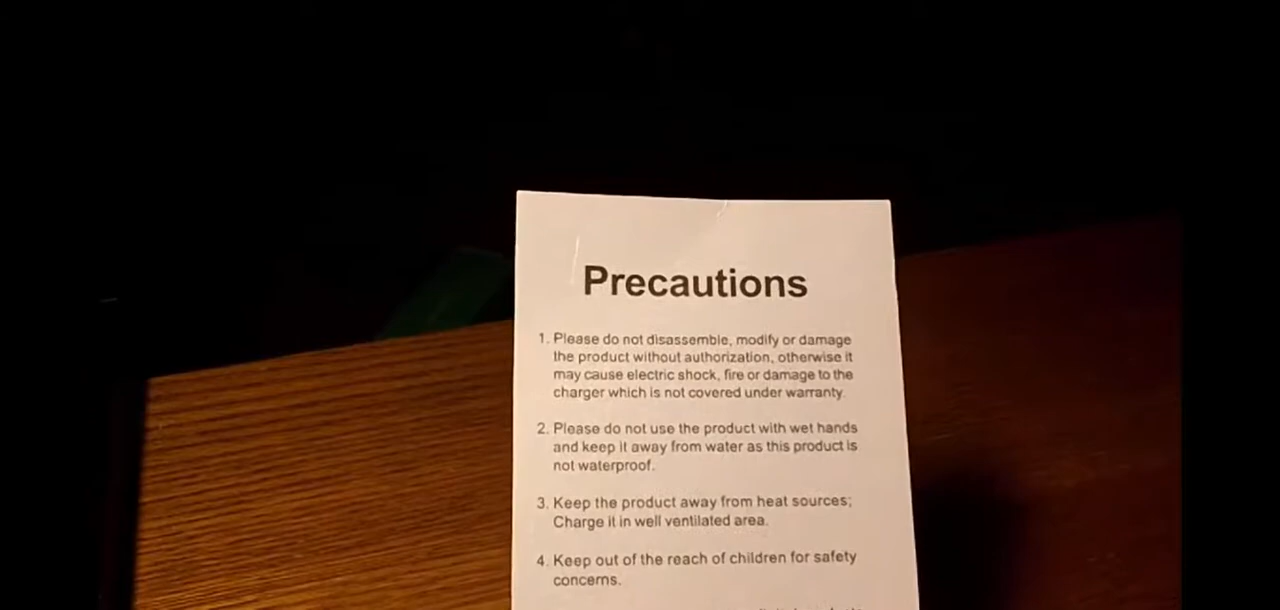 Precautions
1. Please do not disassemble, modify or damage
the product without authorization, otherwise it
may cause electric shock, fire or damage to the
charger which is not covered under warranty.
2. Please do not use the product with wet hands
and keep it away from water as this product is
not waterproof.
3. Keep the product away from heat sources;
Charge it in well ventilated area.
4. Keep out of the reach of children for safety
concerns.